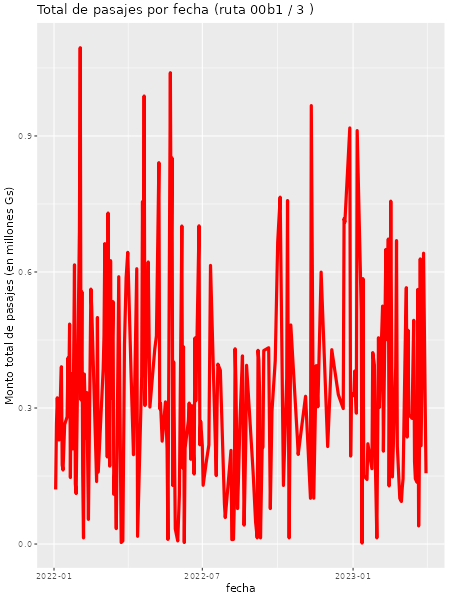 Total de pasajes por fecha (ruta 00b1 / 3 )
Monto total de pasajes (en millones Gs)
0.9
0.6
0.3
0.0
2022-01 2022-07 2023-01
fecha